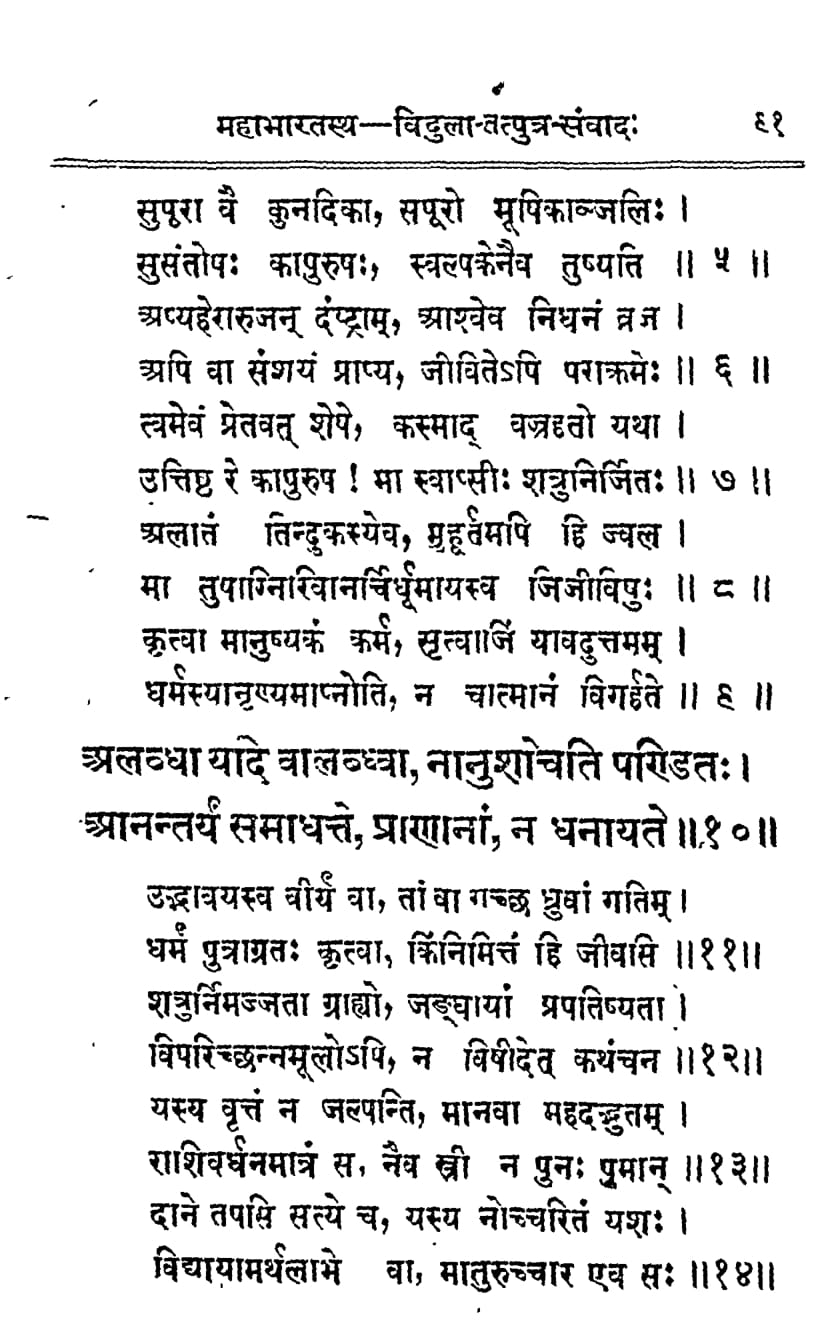 महाभारतस्थ—विदुला-तत्पुत्र-संवादः ६१
सुपूरा वै कुनदिका, सपूरो मूषिकाञ्जलिः ।
सुसंतोषः कापुरुषः, स्वल्पकेनैव तुष्यति ॥ ५ ॥
अप्यहेरारुजन् दंष्ट्राम्, आश्वेव निधनं व्रज ।
अपि वा संशयं प्राप्य, जीवितेऽपि पराक्रमेः ॥ ६ ॥
त्वमेवं प्रेतवत् शेषे, कस्माद् वज्रहतो यथा ।
उत्तिष्ठ रे कापुरुष ! मा स्वाप्सीः शत्रुनिर्जितः ॥ ७ ॥
अलातं तिन्दुकस्येव, मुहूर्तमपि हि ज्वल ।
मा तुषाग्निरिवानर्चिर्धूमायस्व जिजीविषुः ॥ ८ ॥
कृत्वा मानुष्यकं कर्म, सृत्वाजिं यावदुत्तमम् ।
धर्मस्यानृण्यमाप्नोति, न चात्मानं विगर्हते ॥ ६ ॥
अलब्धा यदि वालब्ध्वा, नानुशोचति पण्डितः ।
आनन्तर्यं समाधत्ते, प्राणानां, न धनायते ॥१०॥
उद्भावयस्व वीर्यं वा, तां वा गच्छ ध्रुवां गतिम् ।
धर्मं पुत्राग्रतः कृत्वा, किंनिमित्तं हि जीवसि ॥११॥
शत्रुर्निमज्जता ग्राह्यो, जङ्घायां प्रपतिष्यता ।
विपरिच्छन्नमूलोऽपि, न विषीदेत् कथंचन ॥१२॥
यस्य वृत्तं न जल्पन्ति, मानवा महदद्भुतम् ।
राशिवर्धनमात्रं स, नैव स्त्री न पुनः पुमान् ॥१३॥
दाने तपसि सत्ये च, यस्य नोच्चरितं यशः ।
विद्यायामर्थलाभे वा, मातुरुच्चार एव सः ॥१४॥